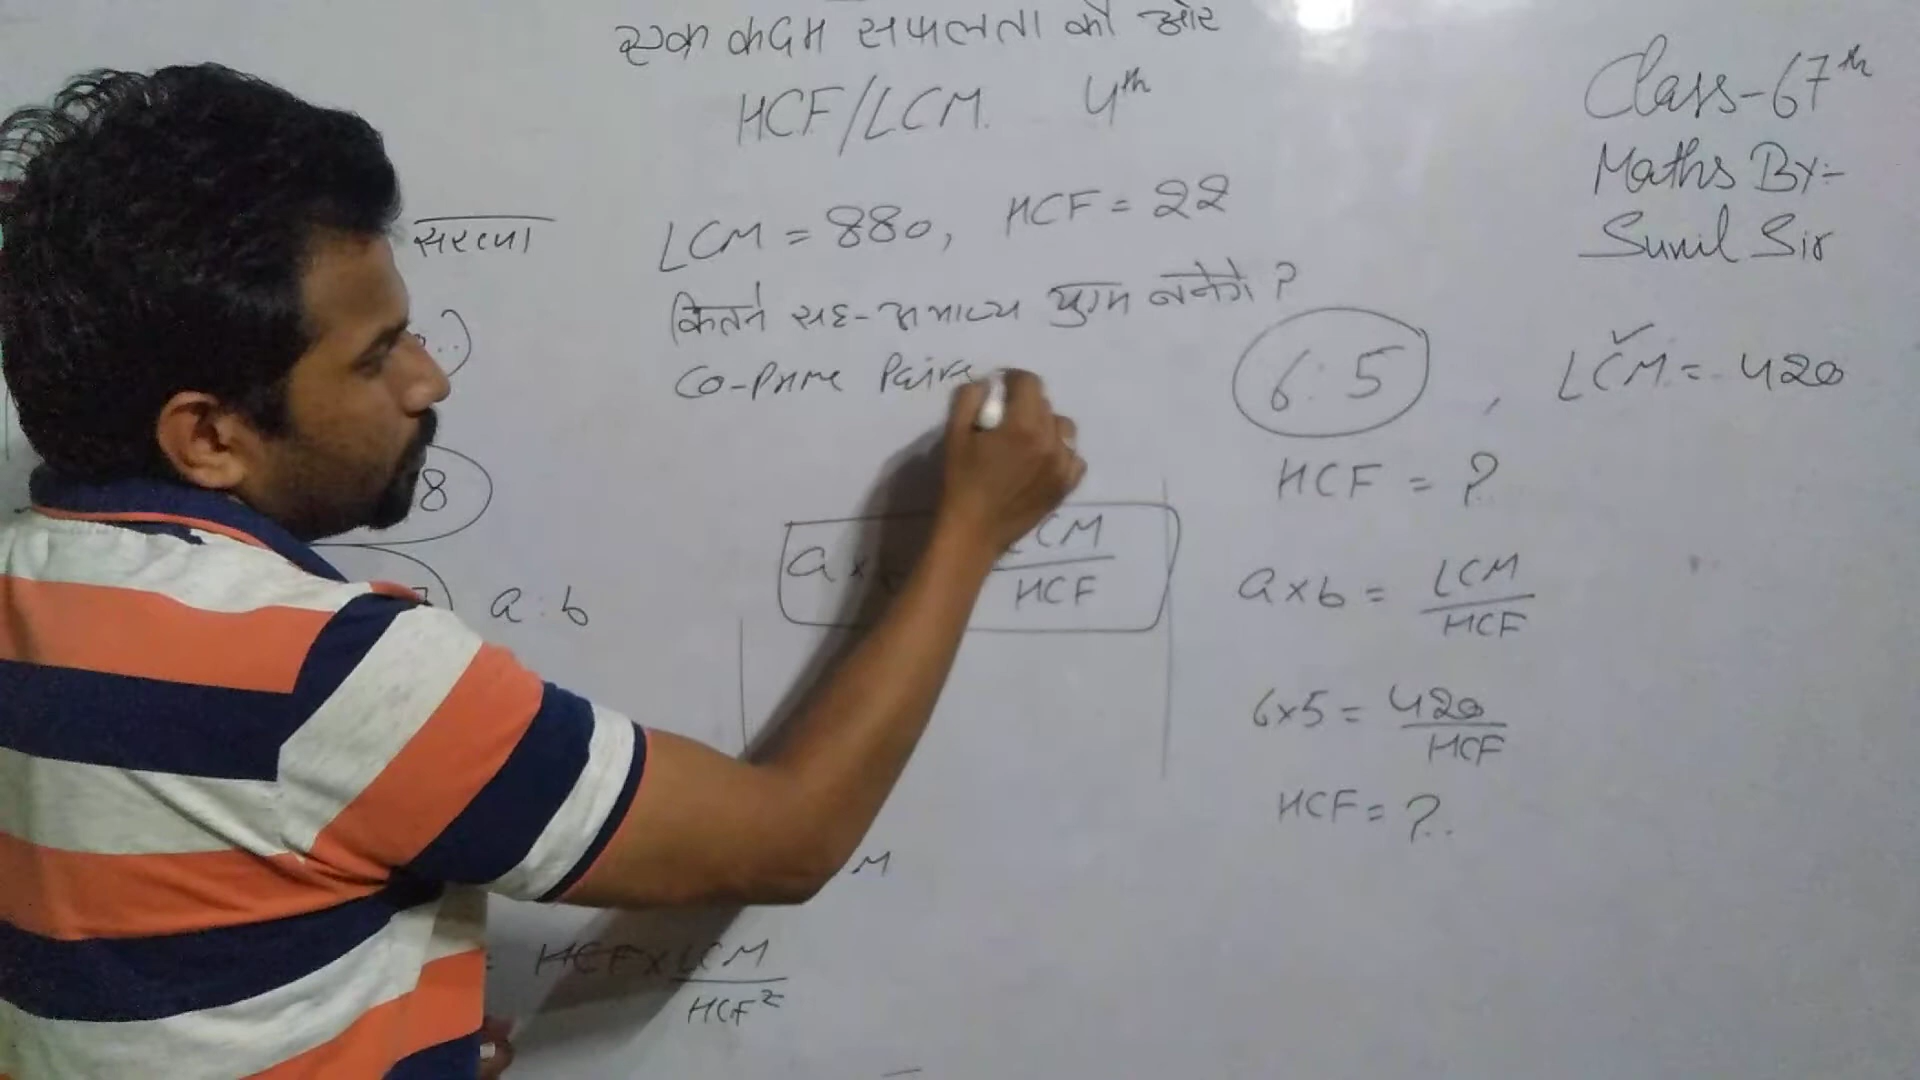 एक कदम सफलता की ओर
HCF/LCM. 4th
Class-67th
Maths By:-
Sunil Sir
संख्या
LCM = 880, HCF = 22
कितने सह-अभाज्य युग्म बनेंगे ?
Co-Prime Pairs
6:5 , LCM = 420
HCF = ?
8
a : b
a × LCM/HCF
a×b = LCM/HCF
6×5 = 420/HCF
HCF = ?
M
= HCF×LCM/HCF²